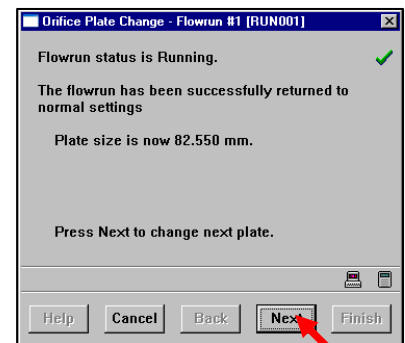 Orifice Plate Change - Flowrun #1 [RUN001]
Flowrun status is Running.
The flowrun has been successfully returned to
normal settings
Plate size is now 82.550 mm.
Press Next to change next plate.
Help Cancel Back Next Finish